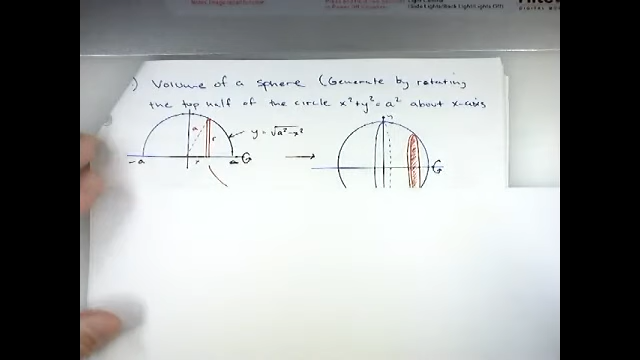 ) Volume of a sphere (Generate by rotating
the top half of the circle x²+y²=a² about x-axis
a
r
y = √a²-x²
-a
a